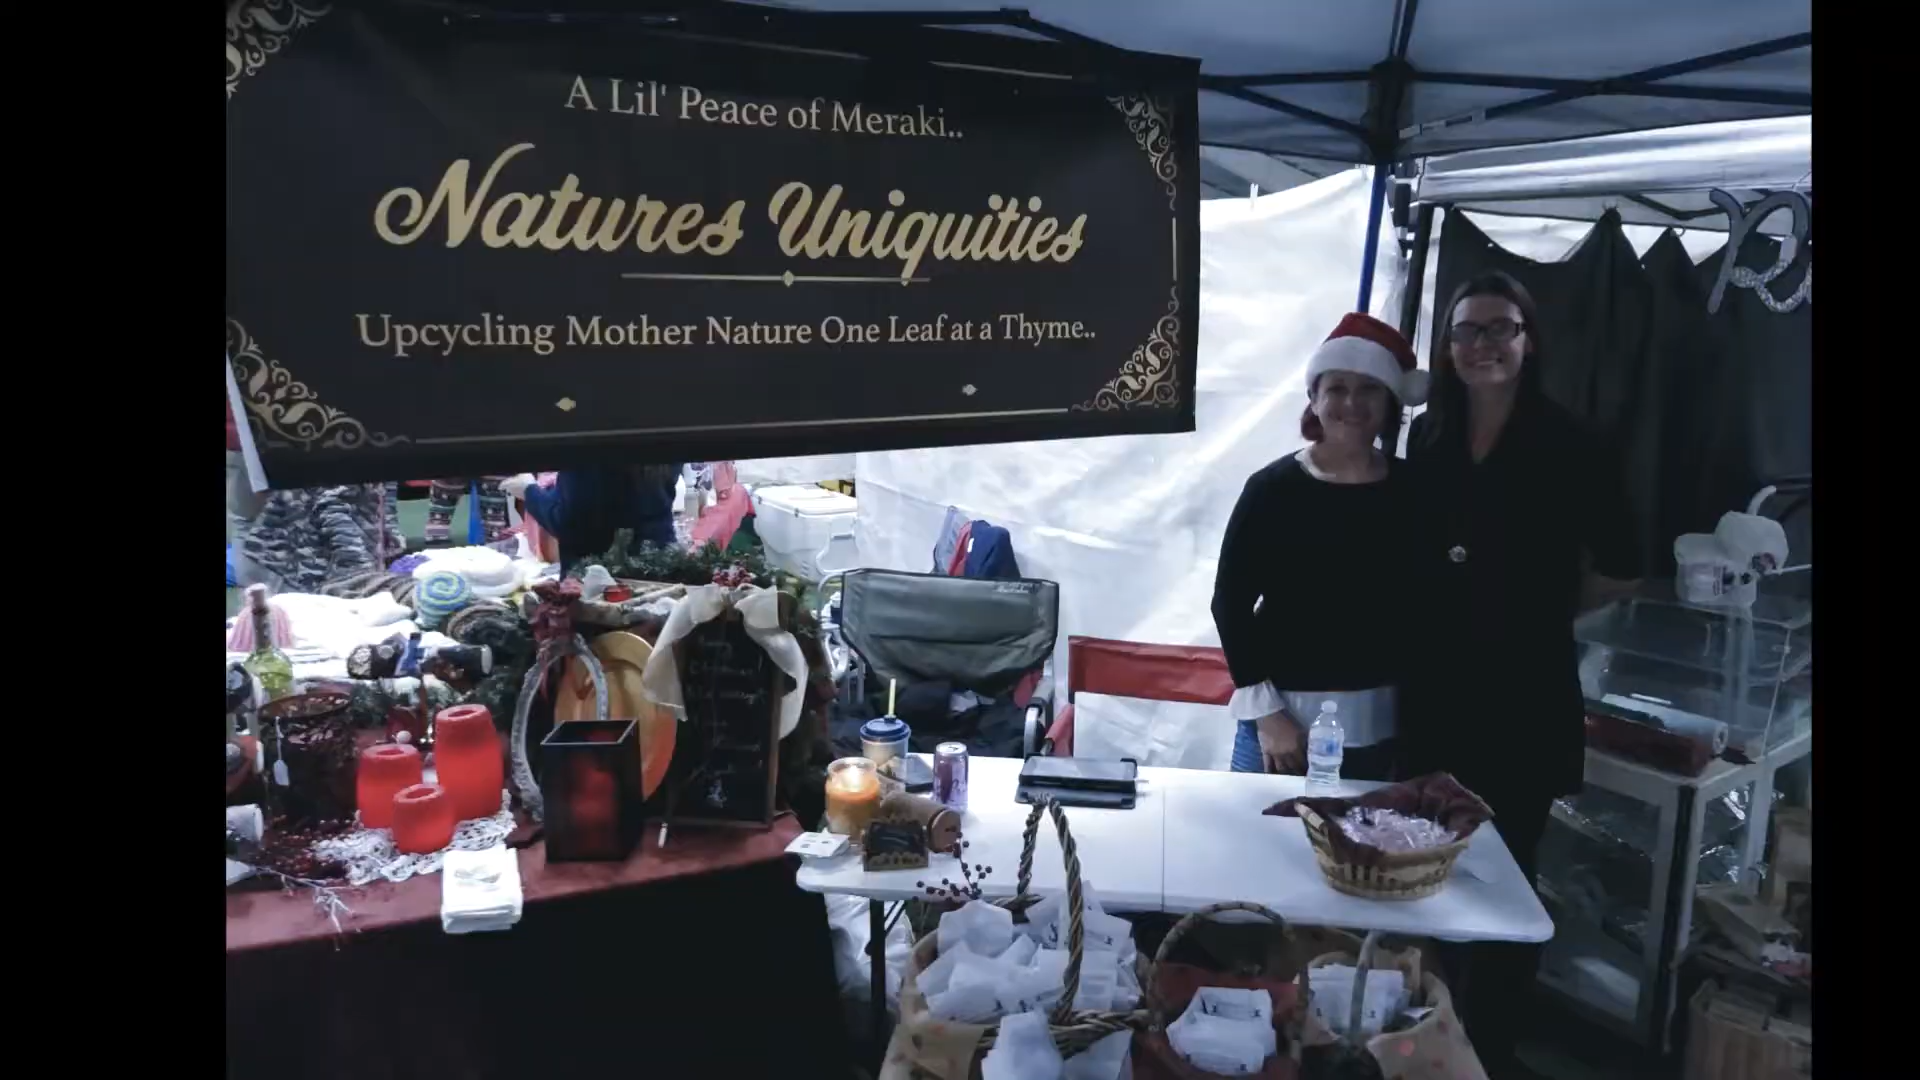 A Lil' Peace of Meraki..
Natures Uniquities
Upcycling Mother Nature One Leaf at a Thyme..